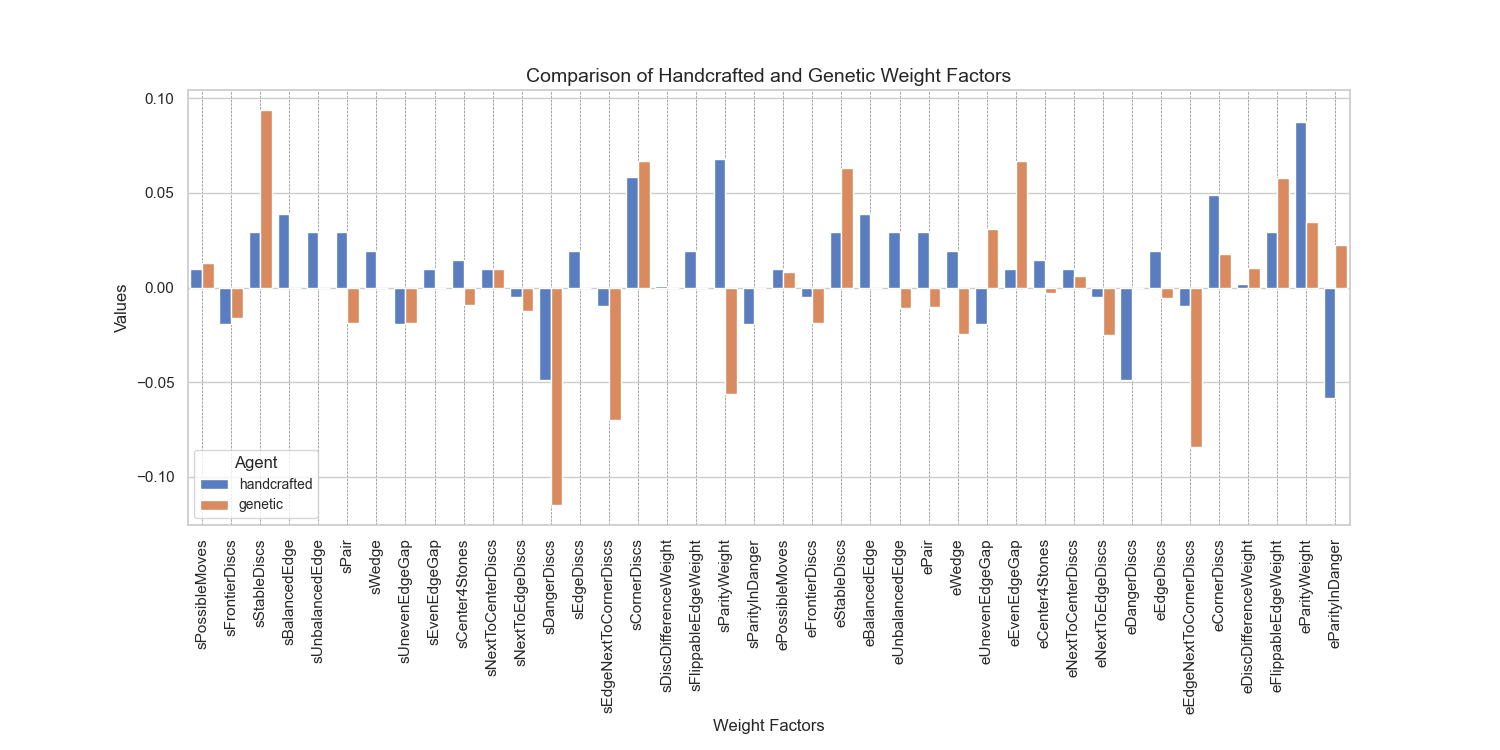 Comparison of Handcrafted and Genetic Weight Factors
Values
0.10
0.05
0.00
−0.05
−0.10
Agent
handcrafted
genetic
sPossibleMoves
sFrontierDiscs
sStableDiscs
sBalancedEdge
sUnbalancedEdge
sPair
sWedge
sUnevenEdgeGap
sEvenEdgeGap
sCenter4Stones
sNextToCenterDiscs
sNextToEdgeDiscs
sDangerDiscs
sEdgeDiscs
sEdgeNextToCornerDiscs
sCornerDiscs
sDiscDifferenceWeight
sFlippableEdgeWeight
sParityWeight
sParityInDanger
ePossibleMoves
eFrontierDiscs
eStableDiscs
eBalancedEdge
eUnbalancedEdge
ePair
eWedge
eUnevenEdgeGap
eEvenEdgeGap
eCenter4Stones
eNextToCenterDiscs
eNextToEdgeDiscs
eDangerDiscs
eEdgeDiscs
eEdgeNextToCornerDiscs
eCornerDiscs
eDiscDifferenceWeight
eFlippableEdgeWeight
eParityWeight
eParityInDanger
Weight Factors